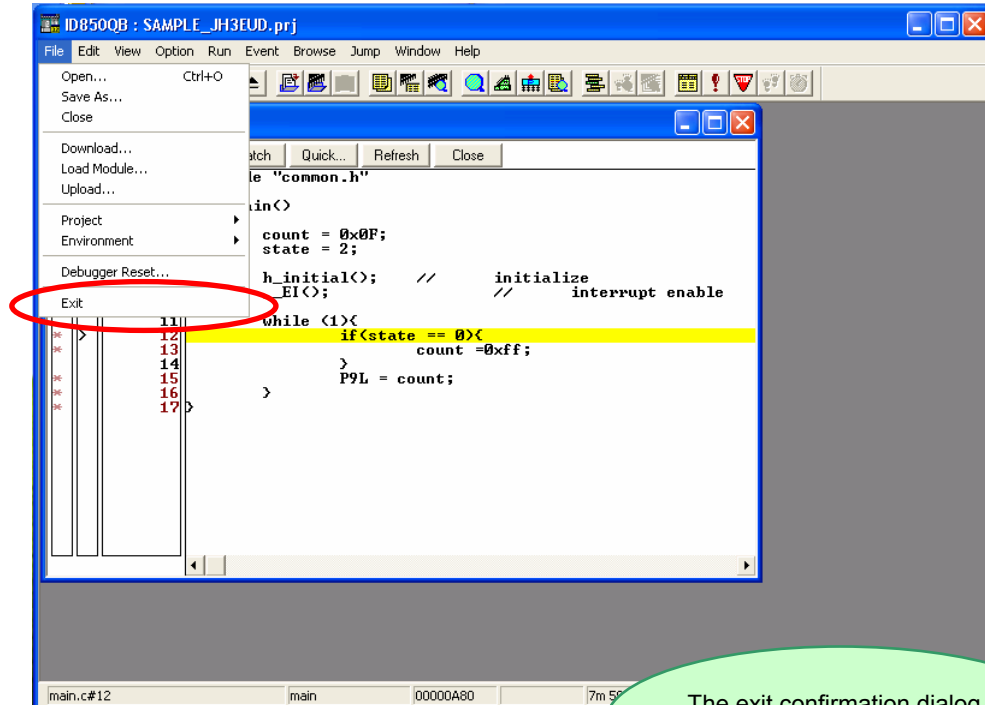 ID850QB : SAMPLE_JH3EUD.prj
File Edit View Option Run Event Browse Jump Window Help
Open... Ctrl+O
Save As...
Close
Download...
Load Module...
Upload...
Project
Environment
Debugger Reset...
Exit
Quick... Refresh Close
"common.h"
count = 0x0F;
state = 2;
h_initial(); // initialize
_EI(); // interrupt enable
11 while (1){
* > 12 if(state == 0){
* 13 count =0xff;
14 }
* 15 P9L = count;
* 16 }
* 17 }
main.c#12 main 00000A80 7m
The exit confirmation dialog